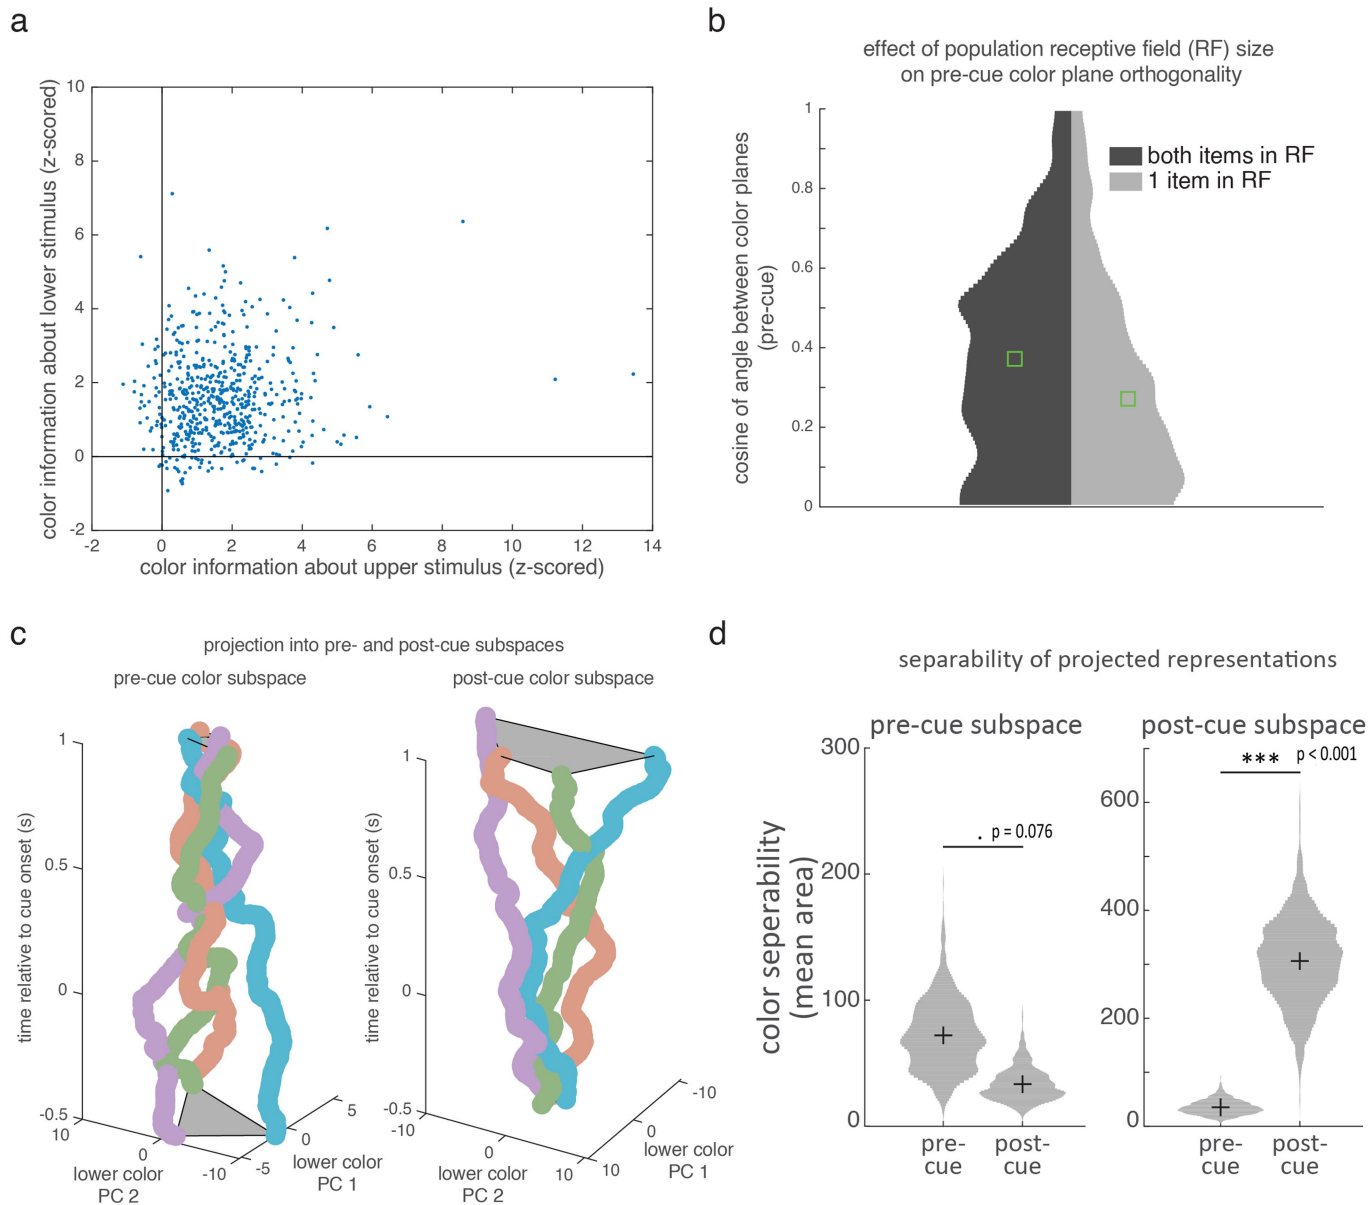 a
color information about lower stimulus (z-scored)
10
8
6
4
2
0
-2
-2 0 2 4 6 8 10 12 14
color information about upper stimulus (z-scored)
b
effect of population receptive field (RF) size
on pre-cue color plane orthogonality
cosine of angle between color planes
(pre-cue)
1
0.8
0.6
0.4
0.2
0
both items in RF
1 item in RF
c
projection into pre- and post-cue subspaces
pre-cue color subspace
time relative to cue onset (s)
1
0.5
0
-0.5
10
0
-10
lower color
PC 2
-5
0
5
lower color
PC 1
post-cue color subspace
time relative to cue onset (s)
1
0.5
0
-0.5
-10
0
10
lower color
PC 2
10
0
-10
lower color
PC 1
d
separability of projected representations
pre-cue subspace
color seperability
(mean area)
300
200
100
0
. p = 0.076
pre-
cue
post-
cue
post-cue subspace
600
400
200
0
*** p < 0.001
pre-
cue
post-
cue